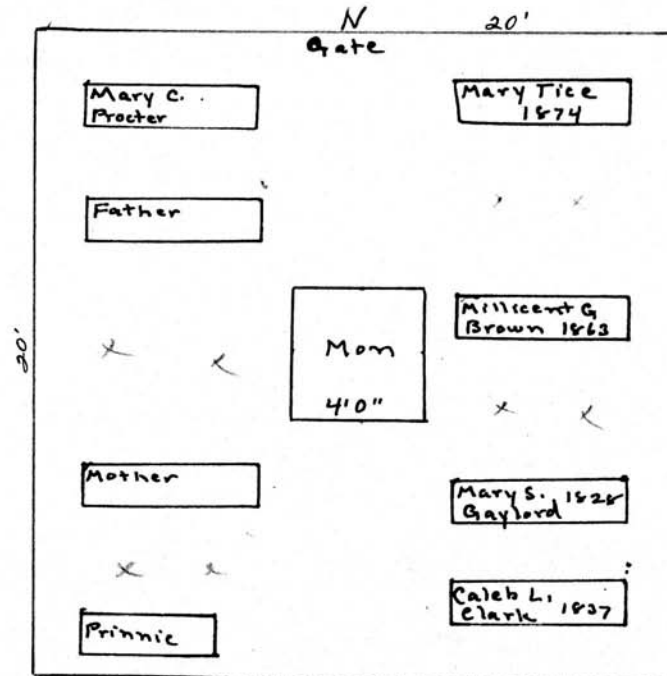 N 20'
Gate
Mary C.
Procter
Mary Tice
1874
Father
20'
Mon
4'0"
Millicent G
Brown 1863
Mother
Mary S. 1828
Gaylord
Prinnie
Caleb L.
Clark 1837